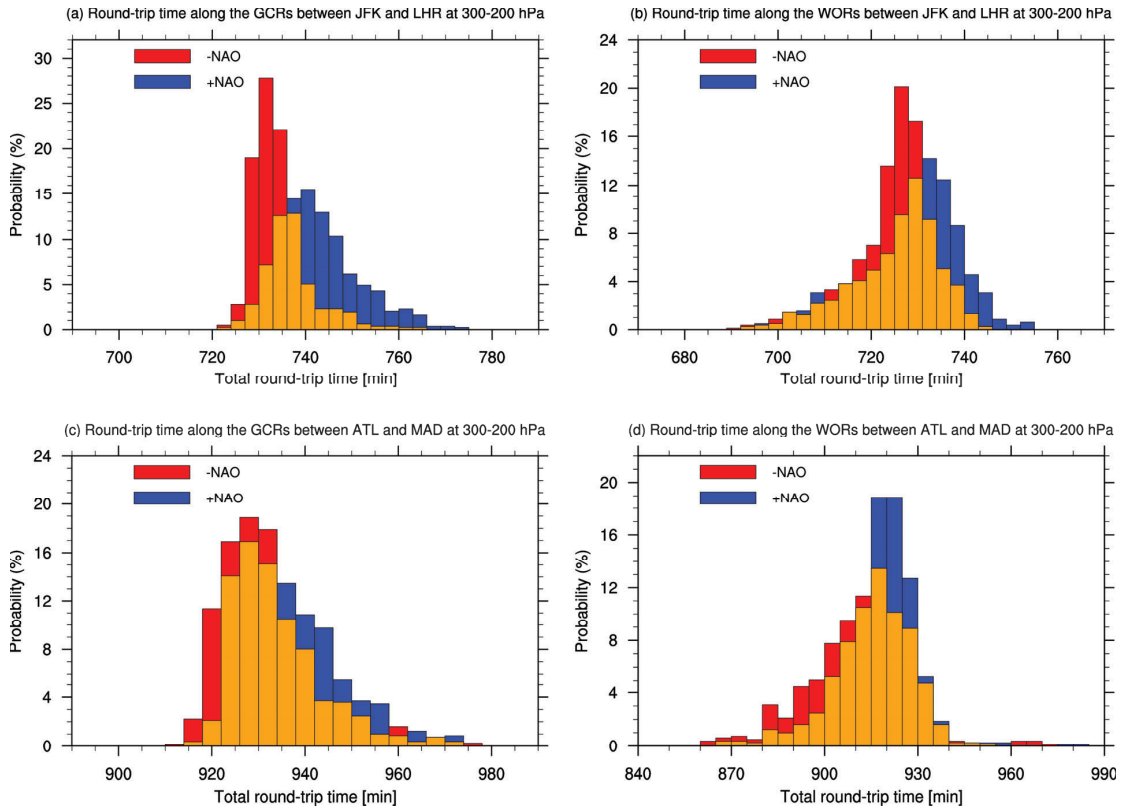 (a) Round-trip time along the GCRs between JFK and LHR at 300-200 hPa
30
25
20
15
10
5
0
Probability (%)
-NAO
+NAO
700 720 740 760 780
Total round-trip time [min]
(b) Round-trip time along the WORs between JFK and LHR at 300-200 hPa
24
20
16
12
8
4
0
Probability (%)
-NAO
+NAO
680 700 720 740 760
Total round-trip time [min]
(c) Round-trip time along the GCRs between ATL and MAD at 300-200 hPa
24
20
16
12
8
4
0
Probability (%)
-NAO
+NAO
900 920 940 960 980
Total round-trip time [min]
(d) Round-trip time along the WORs between ATL and MAD at 300-200 hPa
20
16
12
8
4
0
Probability (%)
-NAO
+NAO
840 870 900 930 960 990
Total round-trip time [min]